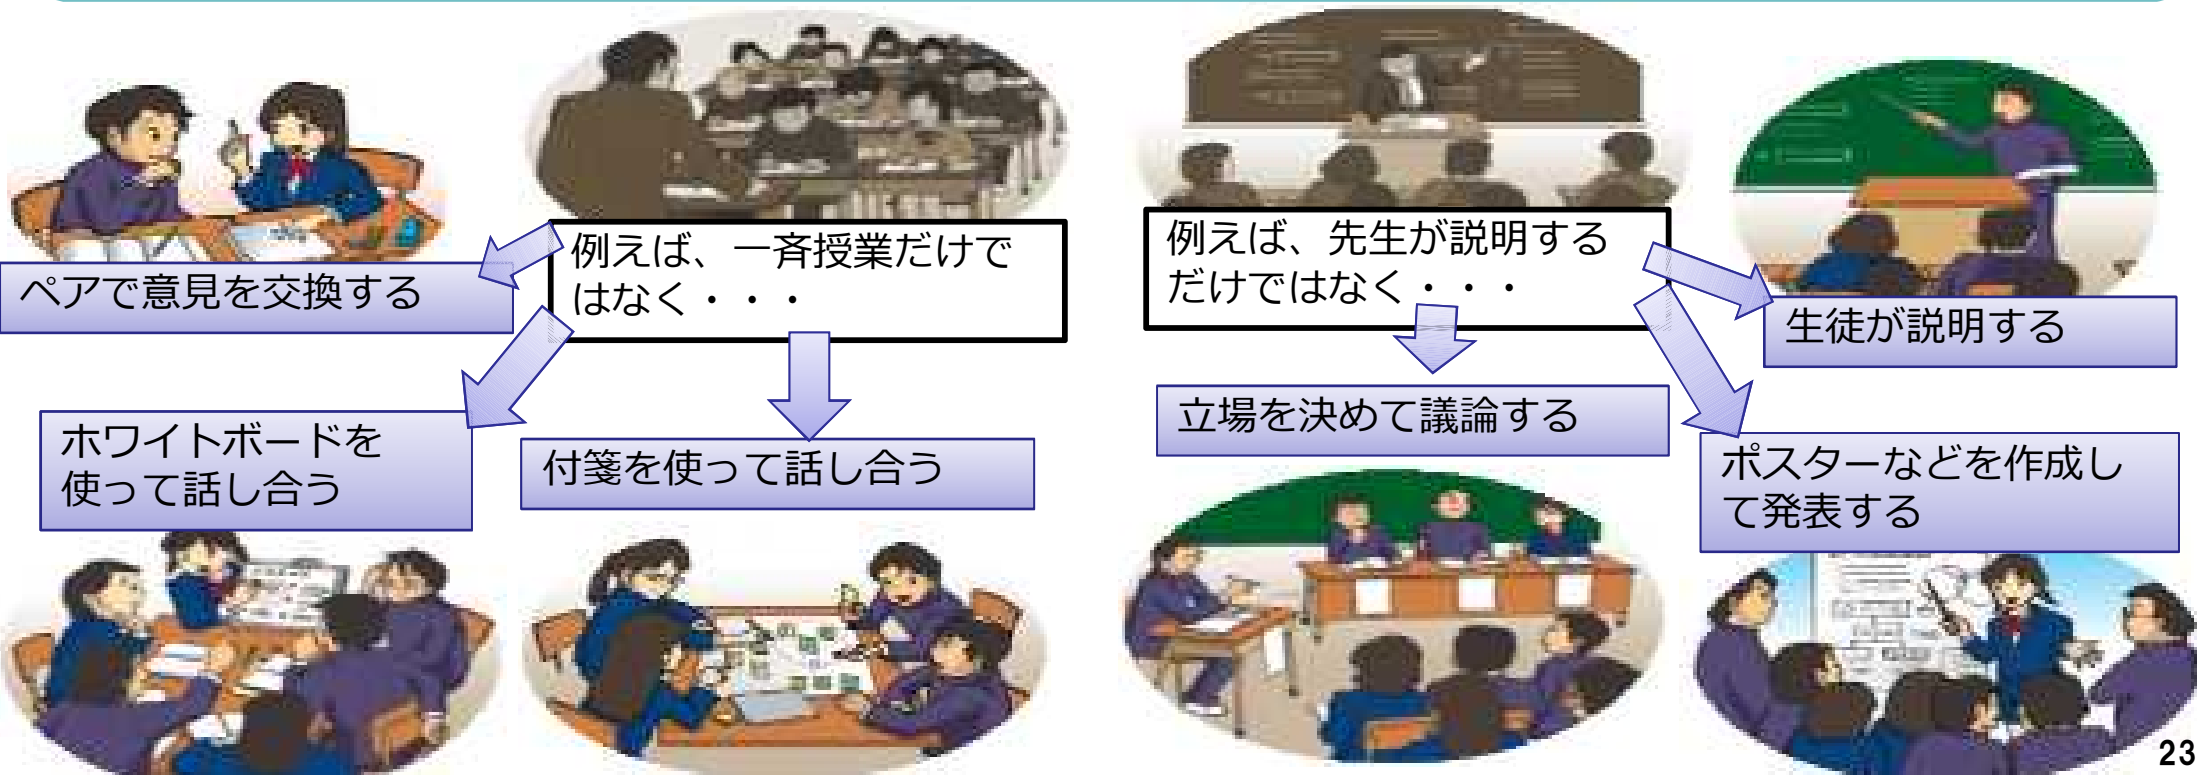 例えば、一斉授業だけで
はなく・・・
ペアで意見を交換する
ホワイトボードを
使って話し合う
付箋を使って話し合う
例えば、先生が説明する
だけではなく・・・
生徒が説明する
立場を決めて議論する
ポスターなどを作成し
て発表する
23